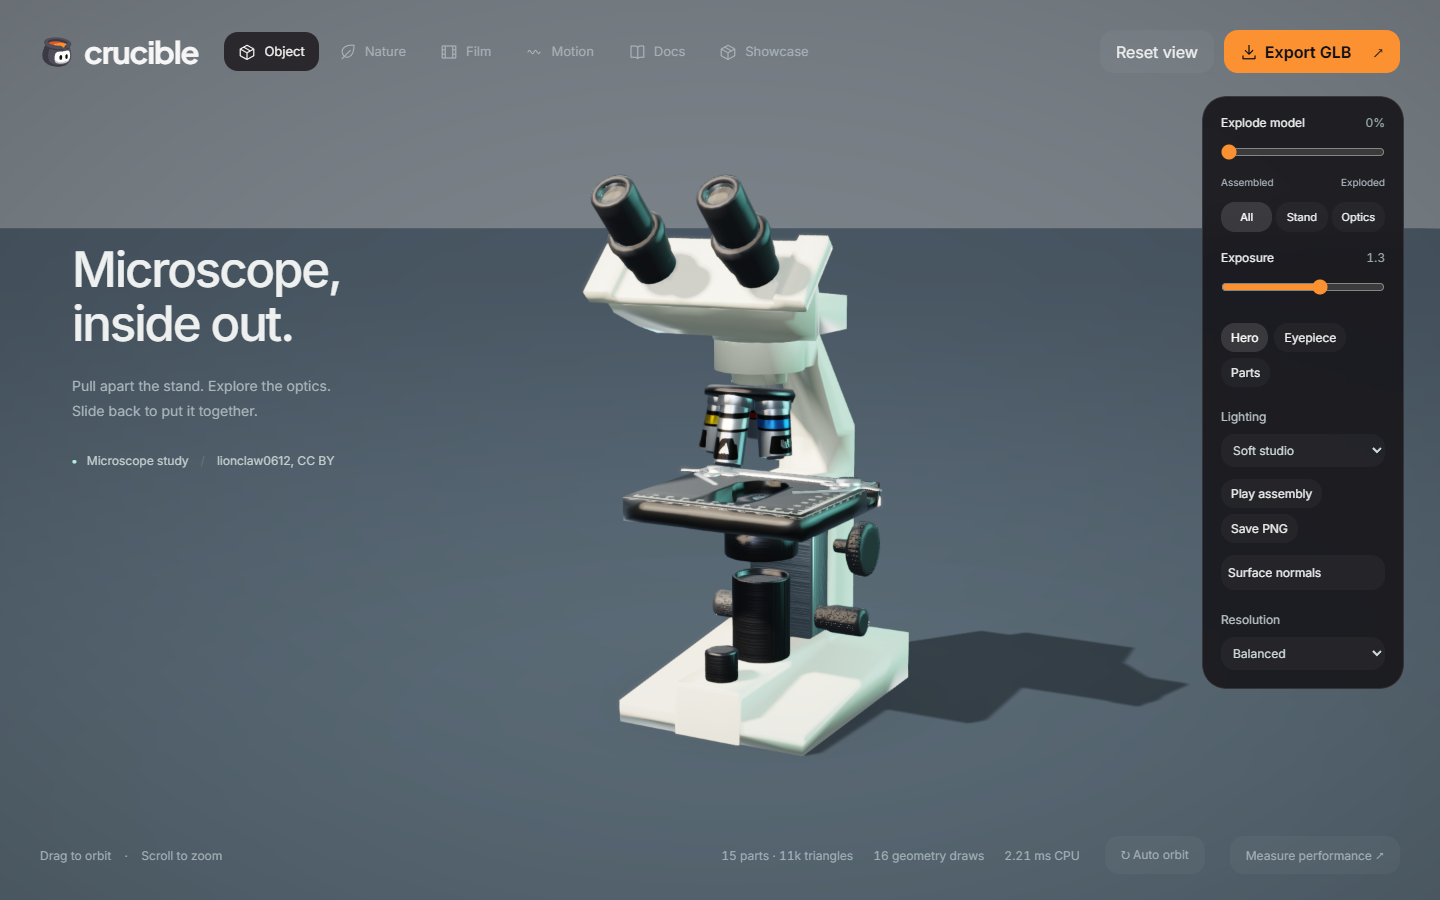 crucible
Object
Nature
Film
Motion
Docs
Showcase
Reset view
Export GLB ↗
Explode model 0%
Assembled Exploded
All Stand Optics
Exposure 1.3
Hero Eyepiece
Parts
Lighting
Soft studio
Play assembly
Save PNG
Surface normals
Resolution
Balanced
Microscope,
inside out.
Pull apart the stand. Explore the optics.
Slide back to put it together.
• Microscope study / lionclaw0612, CC BY
Drag to orbit · Scroll to zoom
15 parts · 11k triangles 16 geometry draws 2.21 ms CPU
↻ Auto orbit
Measure performance ↗